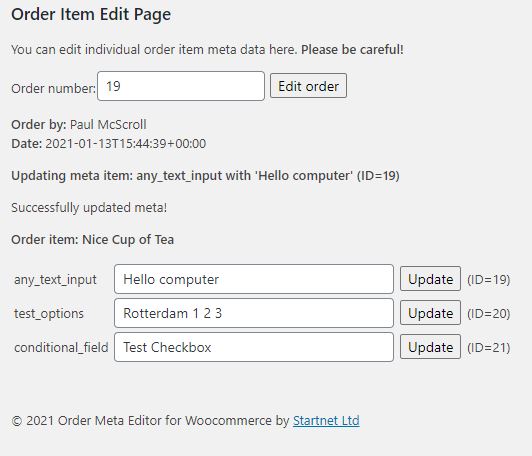 Order Item Edit Page
You can edit individual order item meta data here. Please be careful!
Order number: 19 Edit order
Order by: Paul McScroll
Date: 2021-01-13T15:44:39+00:00
Updating meta item: any_text_input with 'Hello computer' (ID=19)
Successfully updated meta!
Order item: Nice Cup of Tea
any_text_input Hello computer Update (ID=19)
test_options Rotterdam 1 2 3 Update (ID=20)
conditional_field Test Checkbox Update (ID=21)
© 2021 Order Meta Editor for Woocommerce by Startnet Ltd